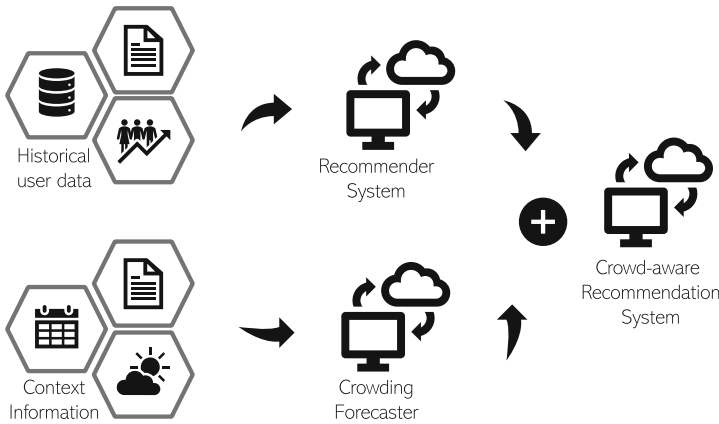 Historical
user data
Recommender
System
Crowd-aware
Recommendation
System
Context
Information
Crowding
Forecaster